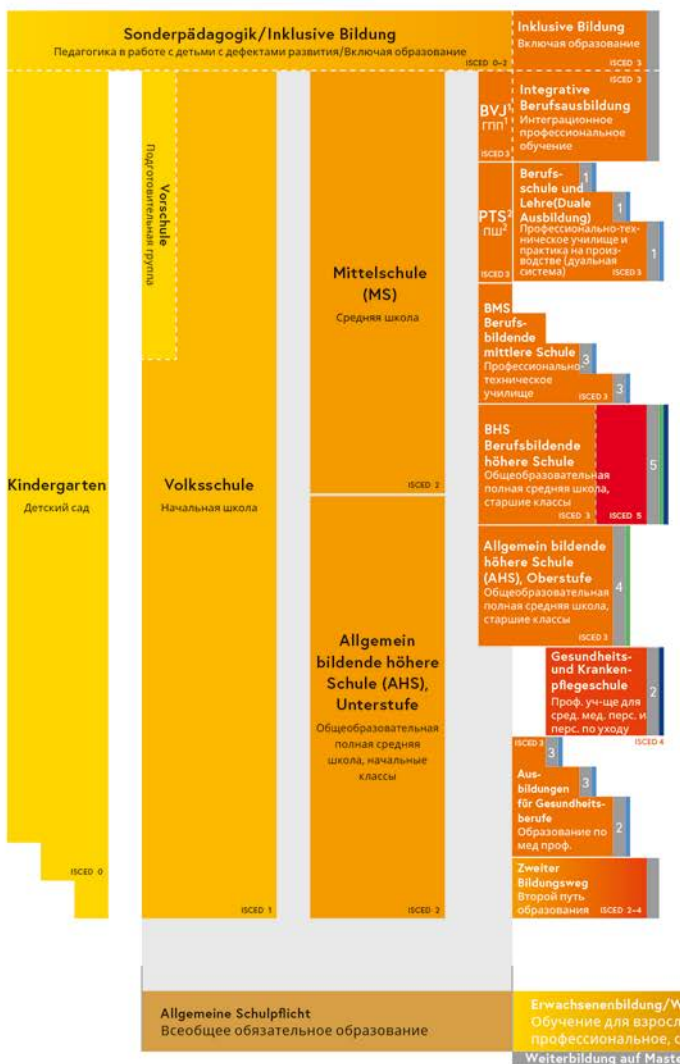 Sonderpädagogik/Inklusive Bildung
Педагогика в работе с детьми с дефектами развития/Включая образование
ISCED 0–2
Inklusive Bildung
Включая образование
ISCED 3
ISCED 3
Integrative
Berufsausbildung
Интеграционное
профессиональное
обучение
BVJ¹
ГПП¹
ISCED 3
Vorschule
Подготовительная группа
Berufs-
schule und
Lehre(Duale
Ausbildung)
Профессионально-тех-
ническое училище и
практика на произ-
водстве (дуальная
система)
ISCED 3
1
1
1
PTS²
ПШ²
ISCED 3
Mittelschule
(MS)
Средняя школа
ISCED 2
BMS
Berufs-
bildende
mittlere Schule
Профессионально-
техническое
училище
ISCED 3
3
3
BHS
Berufsbildende
höhere Schule
Общеобразовательная
полная средняя школа,
старшие классы
ISCED 3
ISCED 5
5
Kindergarten
Детский сад
ISCED 0
Volksschule
Начальная школа
ISCED 1
Allgemein bildende
höhere Schule
(AHS), Oberstufe
Общеобразовательная
полная средняя школа,
старшие классы
ISCED 3
4
Allgemein
bildende höhere
Schule (AHS),
Unterstufe
Общеобразовательная
полная средняя
школа, начальные
классы
ISCED 2
Gesundheits-
und Kranken-
pflegeschule
Проф. уч-ще для
сред. мед. перс. и
перс. по уходу
ISCED 4
2
ISCED 3
3
Aus-
bildungen
für Gesundheits-
berufe
Образование по
мед проф.
3
2
Zweiter
Bildungsweg
Второй путь
образования
ISCED 2–4
Allgemeine Schulpflicht
Всеобщее обязательное образование
Erwachsenenbildung/W
Обучение для взросл
профессиональное, с
Weiterbildung auf Maste